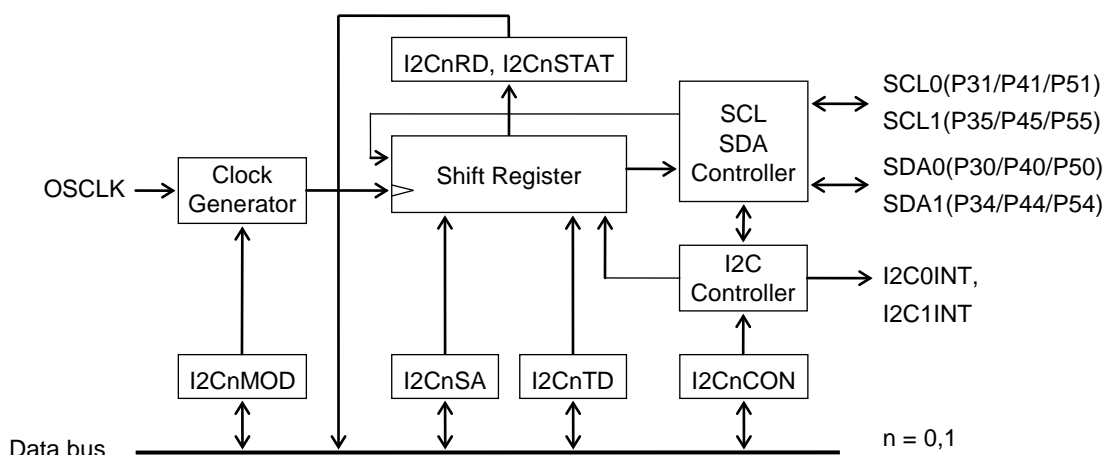 I2CnRD, I2CnSTAT
SCL
SDA
Controller
SCL0(P31/P41/P51)
SCL1(P35/P45/P55)
SDA0(P30/P40/P50)
SDA1(P34/P44/P54)
OSCLK
Clock
Generator
Shift Register
I2C
Controller
I2C0INT,
I2C1INT
I2CnMOD
I2CnSA
I2CnTD
I2CnCON
Data bus
n = 0,1